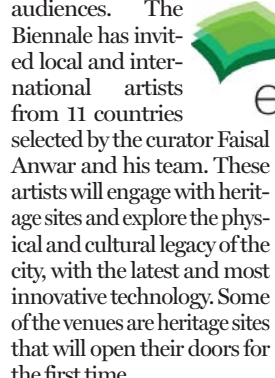 audiences. The
Biennale has invit-
ed local and inter-
national artists
from 11 countries
selected by the curator Faisal
Anwar and his team. These
artists will engage with herit-
age sites and explore the phys-
ical and cultural legacy of the
city, with the latest and most
innovative technology. Some
of the venues are heritage sites
that will open their doors for
the first time
e